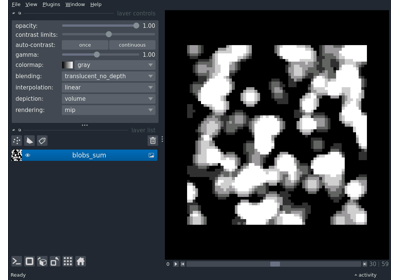 File View Plugins Window Help
layer controls
opacity: 1.00
contrast limits:
auto-contrast: once continuous
gamma: 1.00
colormap: gray
blending: translucent_no_depth
interpolation: linear
depiction: volume
rendering: mip
layer list
blobs_sum
30 59
Ready activity